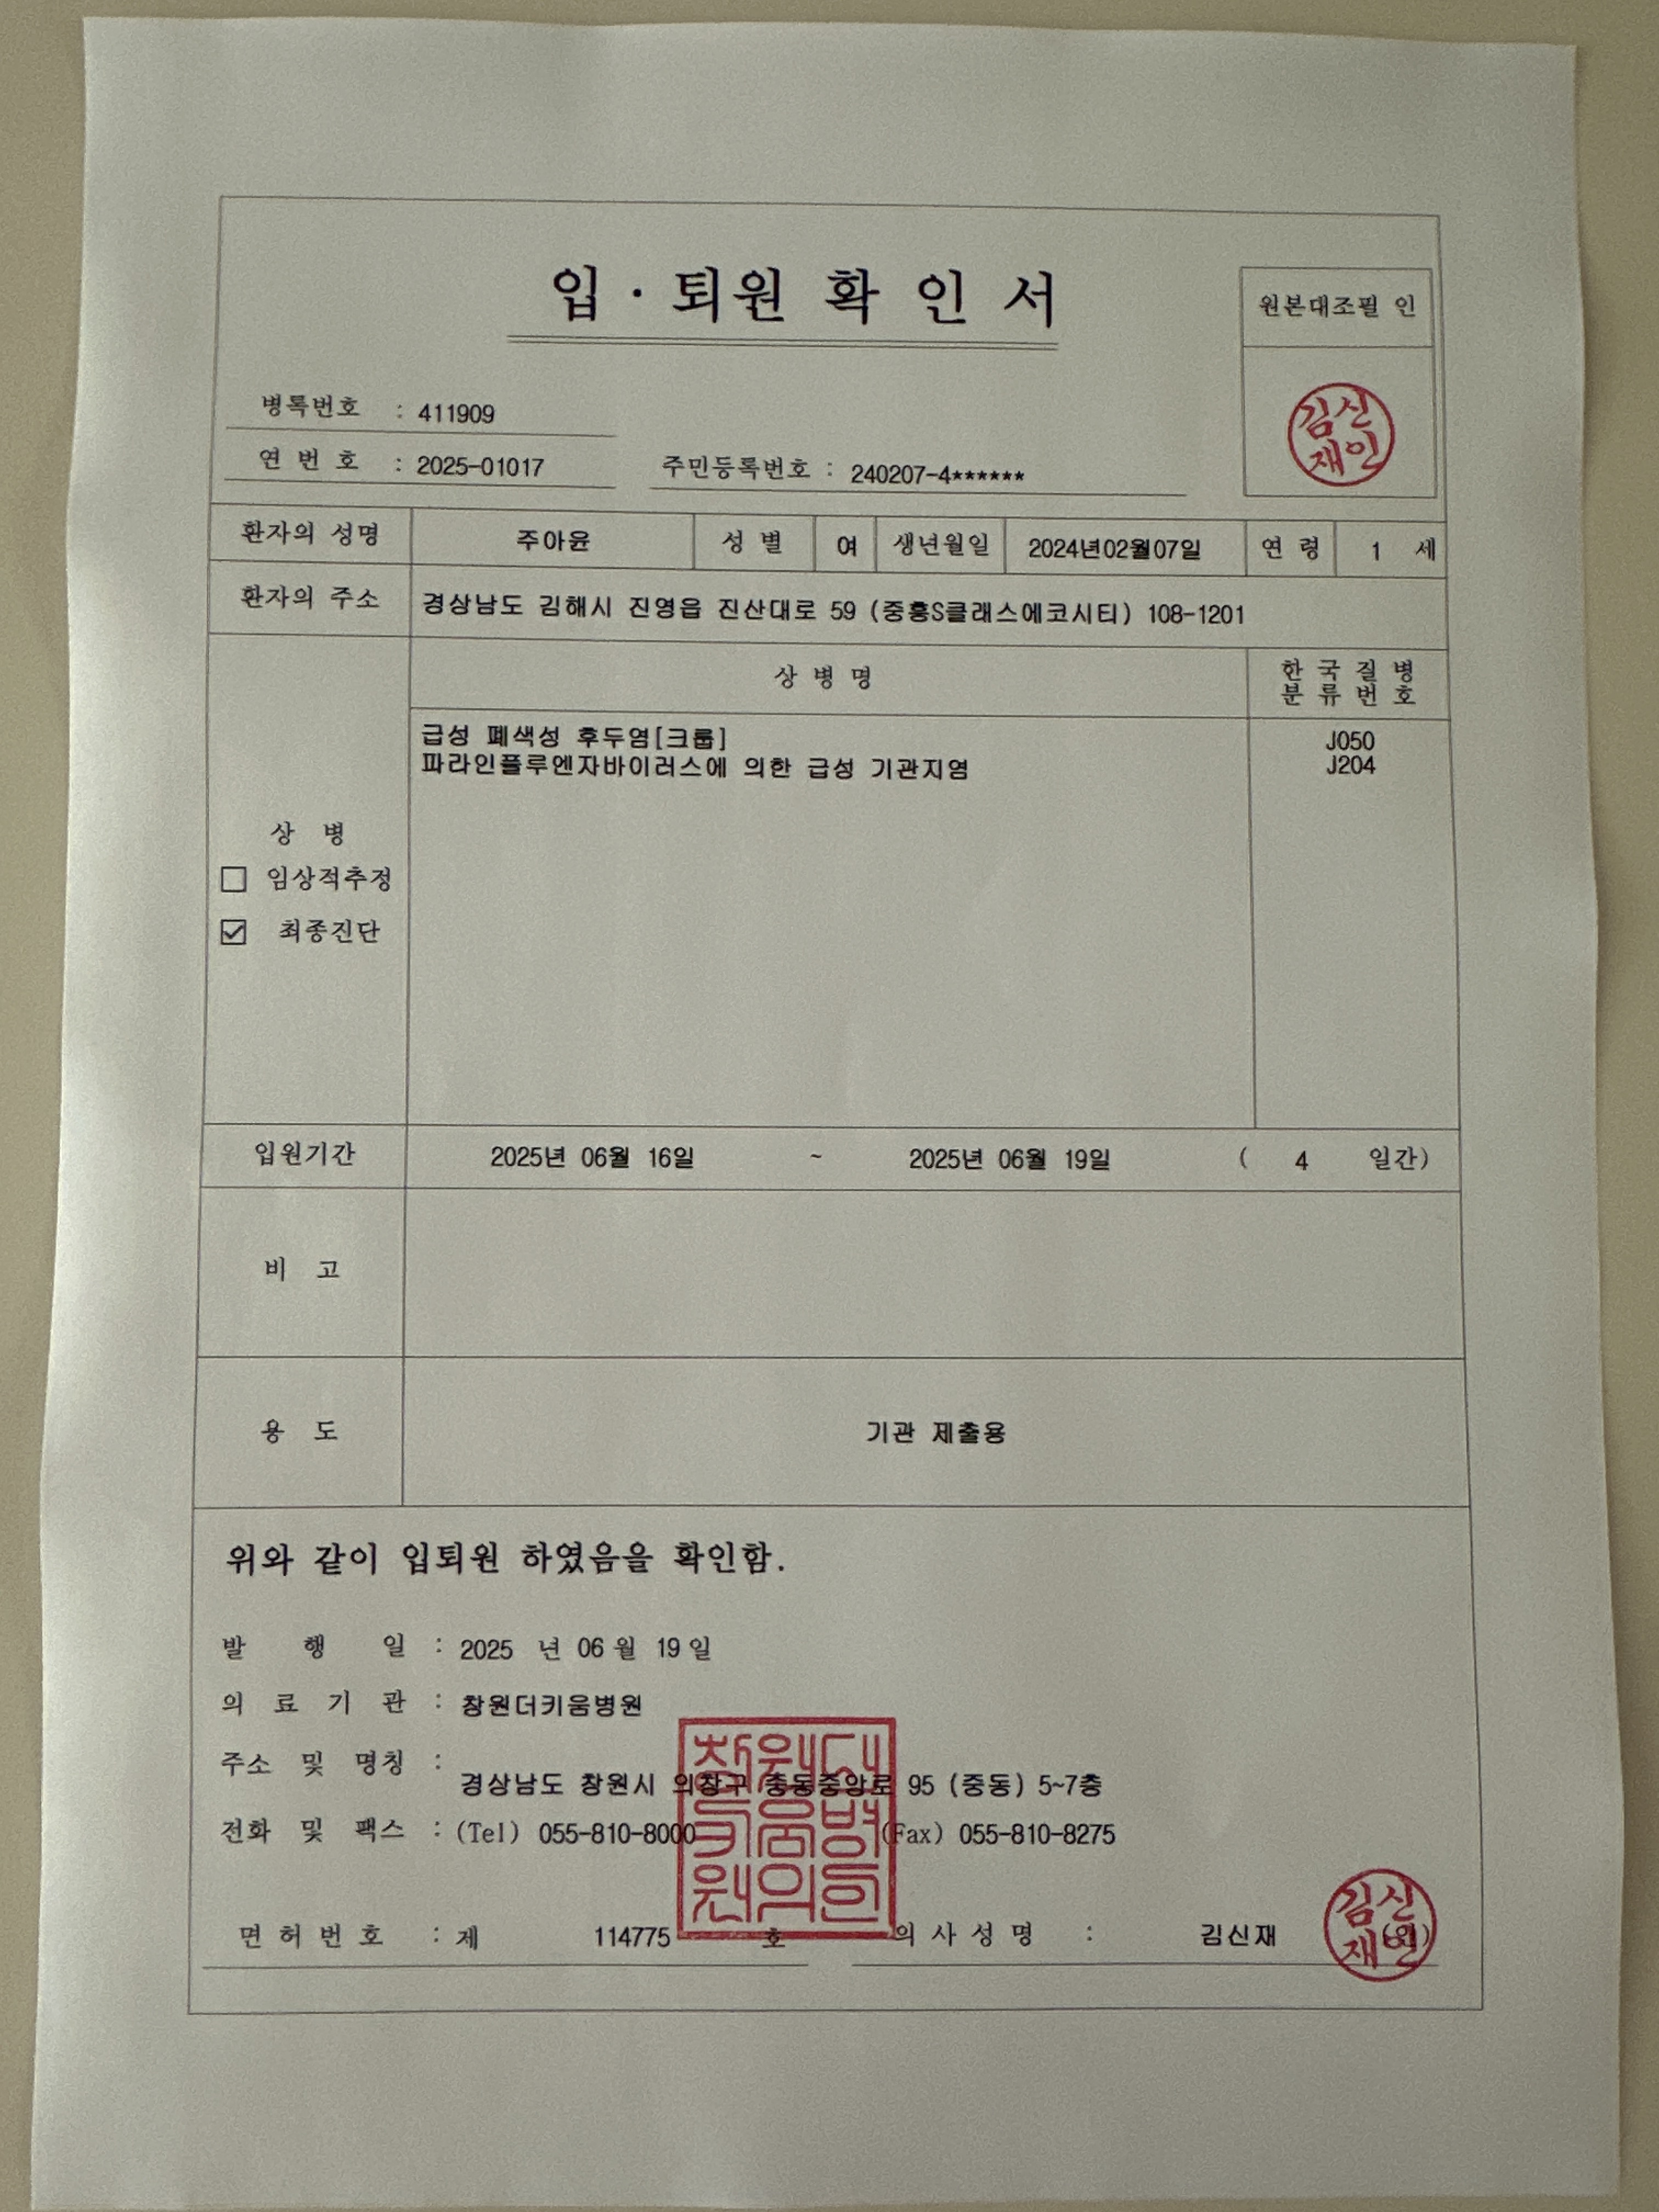 입 · 퇴원 확 인 서
원본대조필 인
김신
재인
병록번호 : 411909
연 번 호 : 2025-01017 주민등록번호 : 240207-4******
환자의 성명 주아윤 성 별 여 생년월일 2024년02월07일 연 령 1 세
환자의 주소 경상남도 김해시 진영읍 진산대로 59 (중흥S클래스에코시티) 108-1201
상 병 명 한 국 질 병
분 류 번 호
급성 폐색성 후두염[크룹] J050
파라인플루엔자바이러스에 의한 급성 기관지염 J204
상 병
☐ 임상적추정
☑ 최종진단
입원기간 2025년 06월 16일 ~ 2025년 06월 19일 ( 4 일간)
비 고
용 도 기관 제출용
위와 같이 입퇴원 하였음을 확인함.
발 행 일 : 2025 년 06 월 19 일
의 료 기 관 : 창원더키움병원
주소 및 명칭 :
경상남도 창원시 의창구 중동중앙로 95 (중동) 5~7층
전화 및 팩스 : (Tel) 055-810-8000 (Fax) 055-810-8275
창원더
키움병
원의인
면 허 번 호 : 제 114775 호 의 사 성 명 : 김신재 (인)
김신
재인